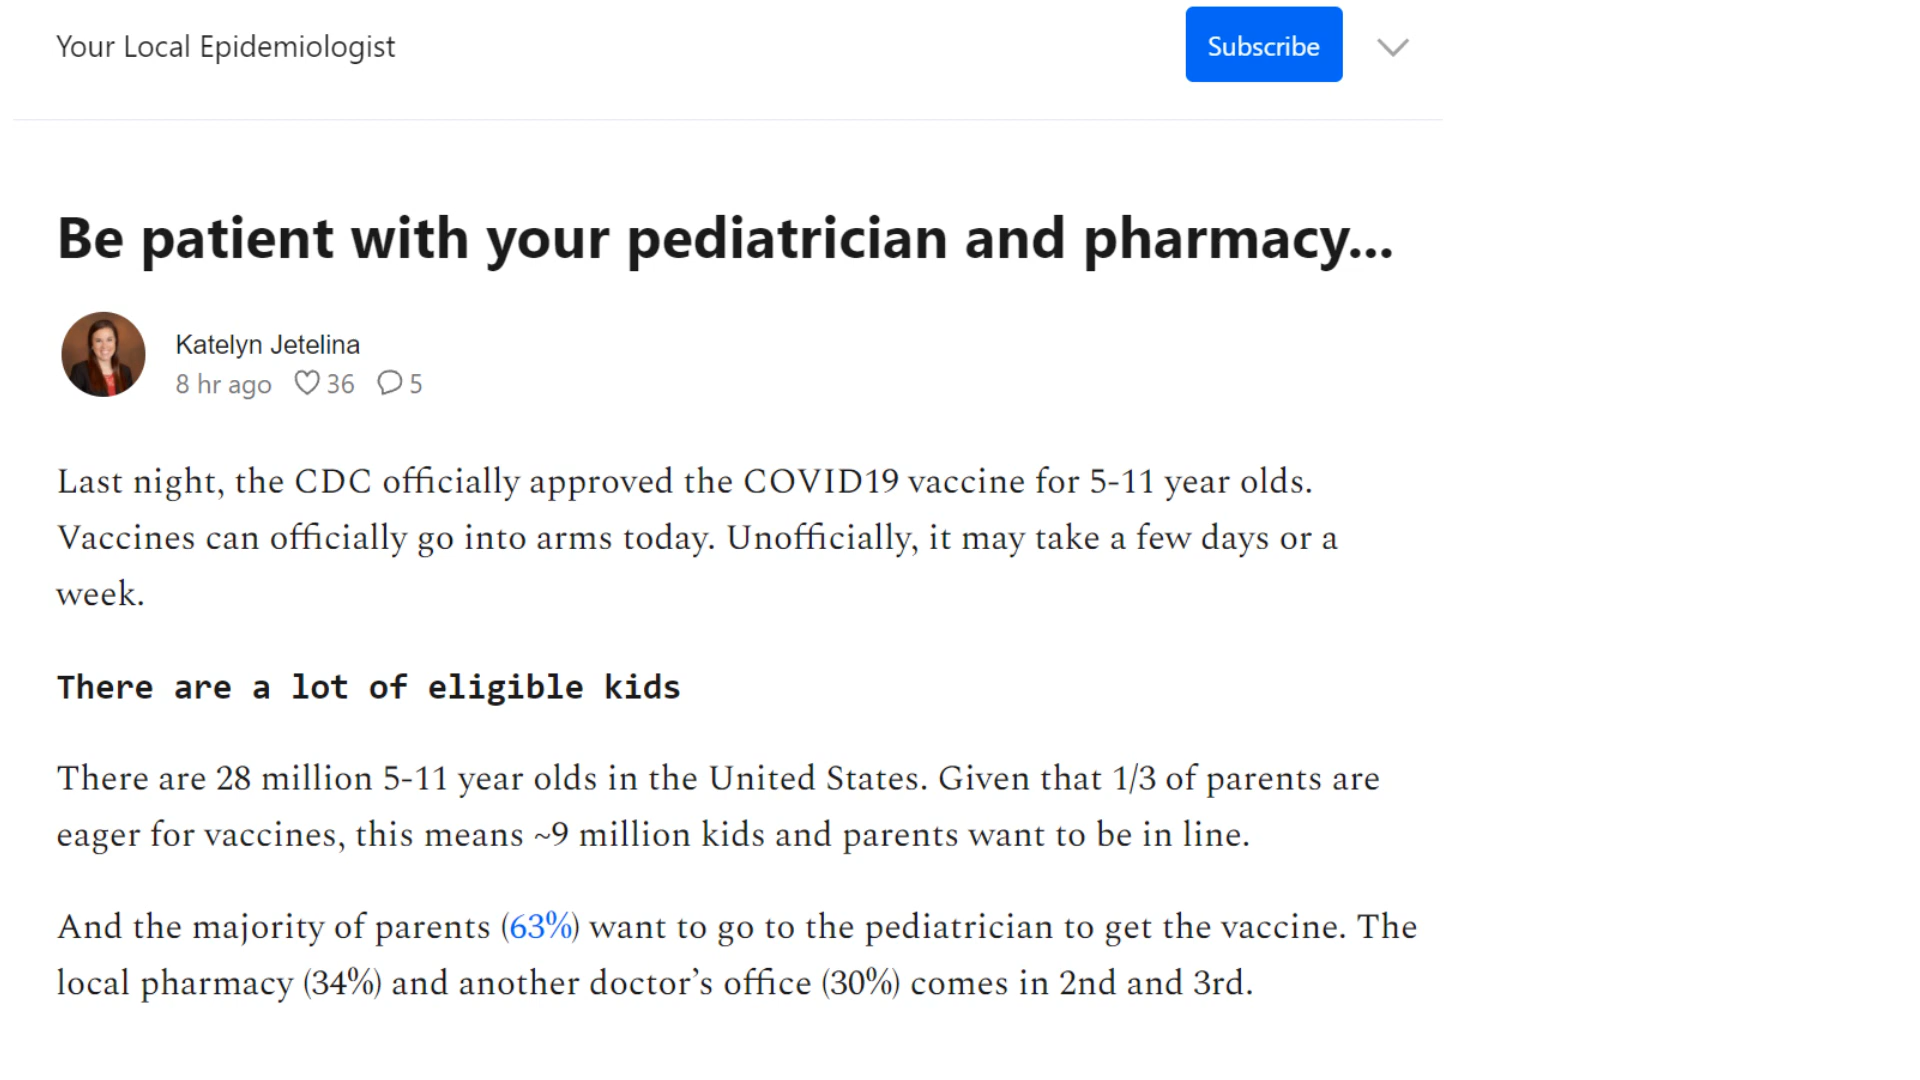 Your Local Epidemiologist
Subscribe
Be patient with your pediatrician and pharmacy...
Katelyn Jetelina
8 hr ago 36 5
Last night, the CDC officially approved the COVID19 vaccine for 5-11 year olds.
Vaccines can officially go into arms today. Unofficially, it may take a few days or a
week.
There are a lot of eligible kids
There are 28 million 5-11 year olds in the United States. Given that 1/3 of parents are
eager for vaccines, this means ~9 million kids and parents want to be in line.
And the majority of parents (63%) want to go to the pediatrician to get the vaccine. The
local pharmacy (34%) and another doctor’s office (30%) comes in 2nd and 3rd.